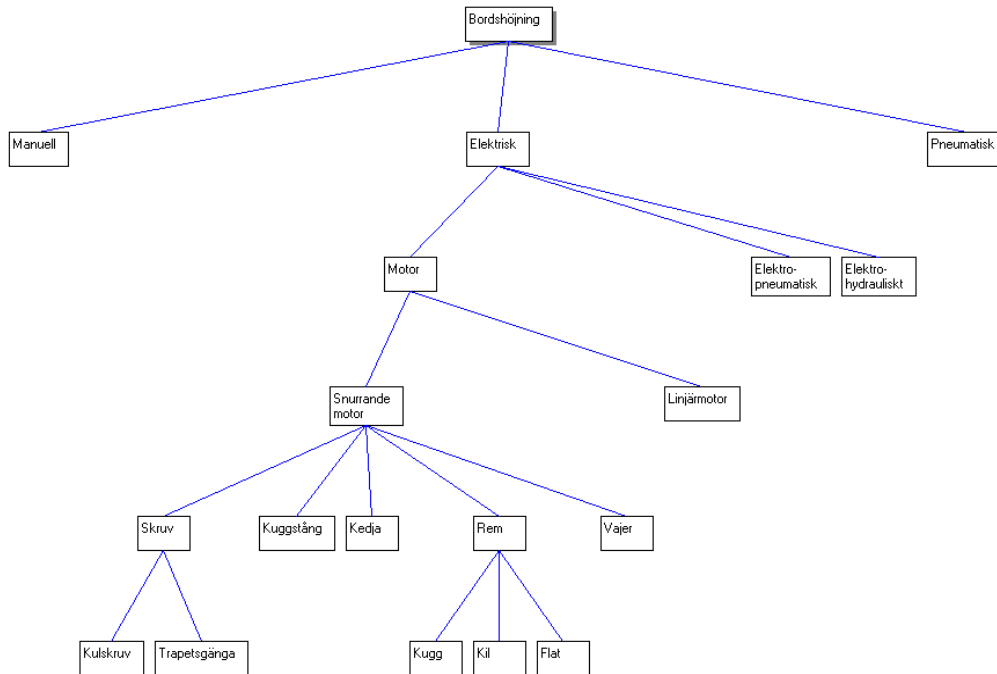 Bordshöjning
Manuell
Elektrisk
Pneumatisk
Motor
Elektro-
pneumatisk
Elektro-
hydrauliskt
Snurrande
motor
Linjärmotor
Skruv
Kuggstång
Kedja
Rem
Vajer
Kulskruv
Trapetsgänga
Kugg
Kil
Flat